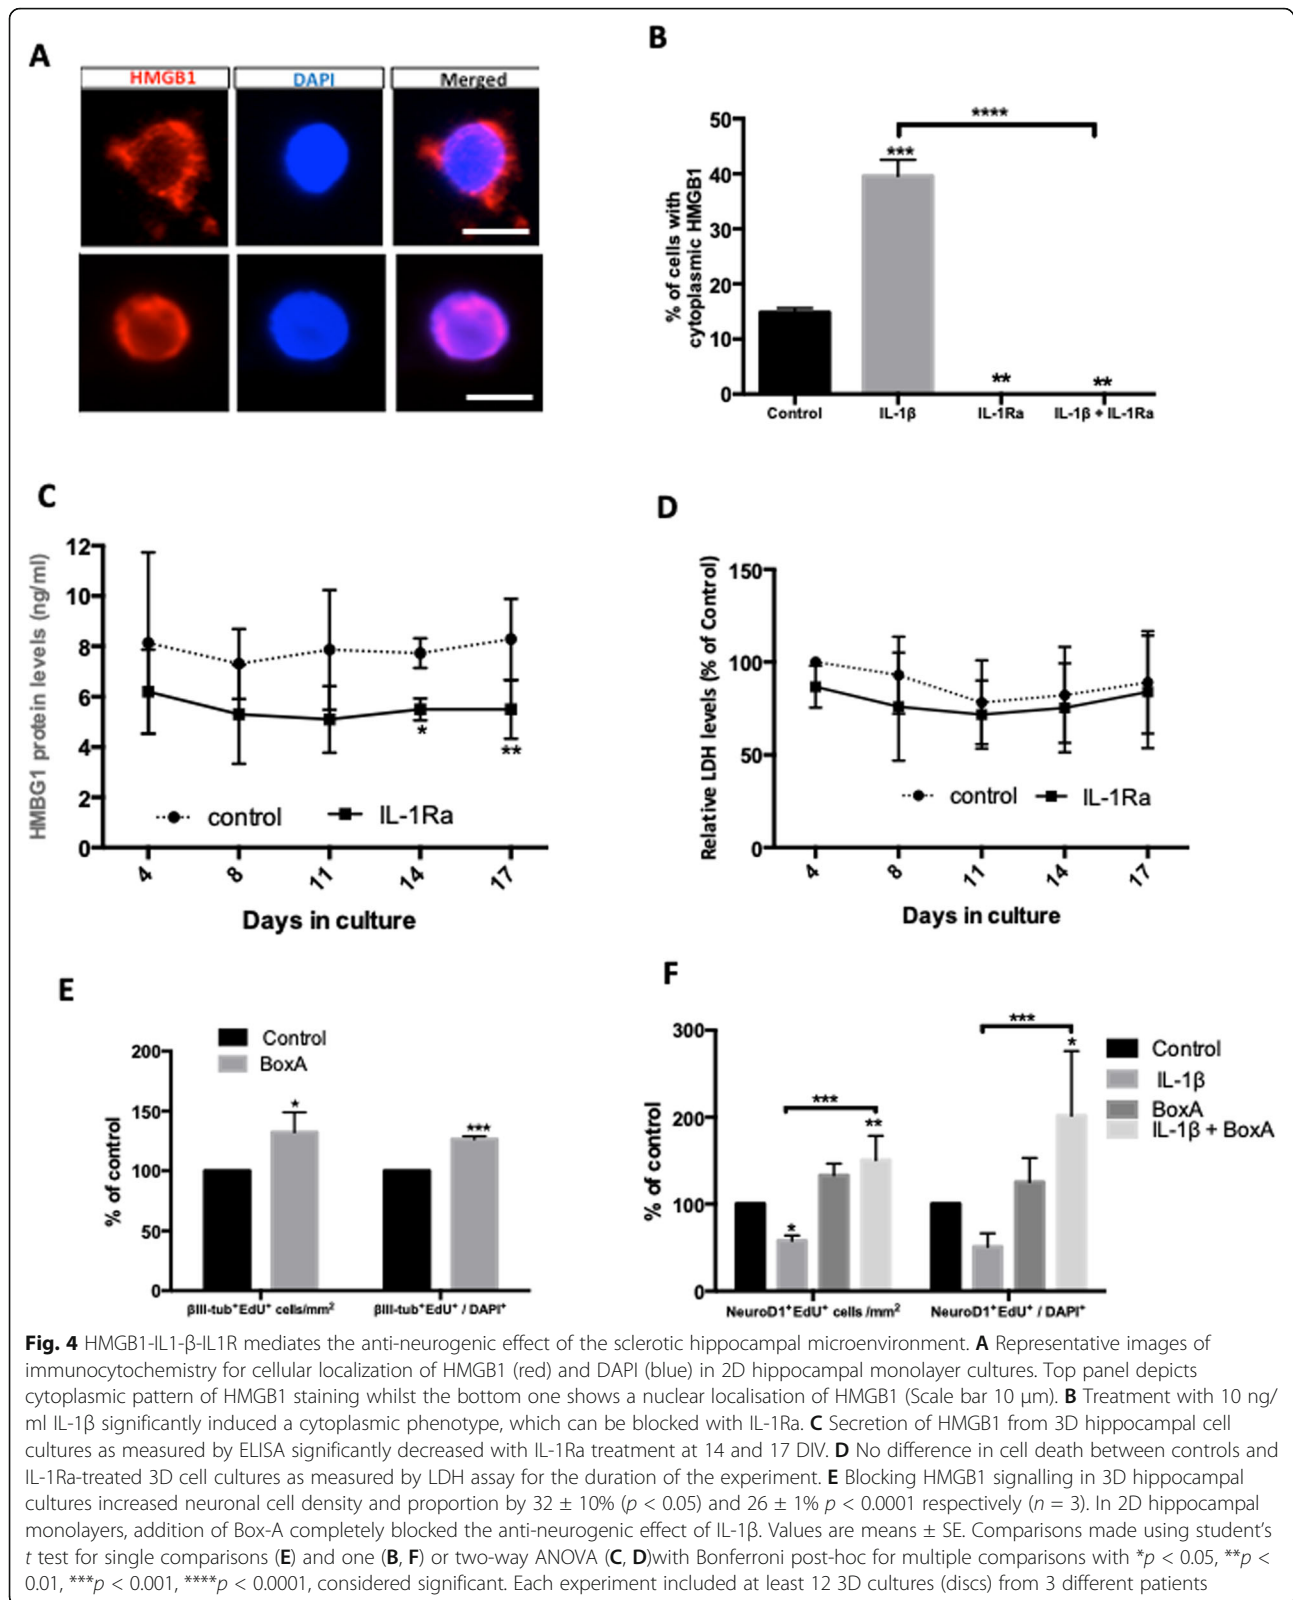 A
HMGB1 DAPI Merged
B
% of cells with
cytoplasmic HMGB1
50
40
30
20
10
0
****
***
**
**
Control IL-1β IL-1Ra IL-1β + IL-1Ra
C
HMBG1 protein levels (ng/ml)
12
10
8
6
4
2
0
*
**
control IL-1Ra
4 8 11 14 17
Days in culture
D
Relative LDH levels (% of Control)
150
100
50
0
control IL-1Ra
4 8 11 14 17
Days in culture
E
Control
BoxA
% of control
200
150
100
50
0
*
***
βIII-tub⁺EdU⁺ cells/mm² βIII-tub⁺EdU⁺ / DAPI⁺
F
% of control
300
200
100
0
***
***
*
**
*
Control
IL-1β
BoxA
IL-1β + BoxA
NeuroD1⁺EdU⁺ cells /mm² NeuroD1⁺EdU⁺ / DAPI⁺
Fig. 4 HMGB1-IL1-β-IL1R mediates the anti-neurogenic effect of the sclerotic hippocampal microenvironment. A Representative images of
immunocytochemistry for cellular localization of HMGB1 (red) and DAPI (blue) in 2D hippocampal monolayer cultures. Top panel depicts
cytoplasmic pattern of HMGB1 staining whilst the bottom one shows a nuclear localisation of HMGB1 (Scale bar 10 μm). B Treatment with 10 ng/
ml IL-1β significantly induced a cytoplasmic phenotype, which can be blocked with IL-1Ra. C Secretion of HMGB1 from 3D hippocampal cell
cultures as measured by ELISA significantly decreased with IL-1Ra treatment at 14 and 17 DIV. D No difference in cell death between controls and
IL-1Ra-treated 3D cell cultures as measured by LDH assay for the duration of the experiment. E Blocking HMGB1 signalling in 3D hippocampal
cultures increased neuronal cell density and proportion by 32 ± 10% (p < 0.05) and 26 ± 1% p < 0.0001 respectively (n = 3). In 2D hippocampal
monolayers, addition of Box-A completely blocked the anti-neurogenic effect of IL-1β. Values are means ± SE. Comparisons made using student's
t test for single comparisons (E) and one (B, F) or two-way ANOVA (C, D)with Bonferroni post-hoc for multiple comparisons with *p < 0.05, **p <
0.01, ***p < 0.001, ****p < 0.0001, considered significant. Each experiment included at least 12 3D cultures (discs) from 3 different patients